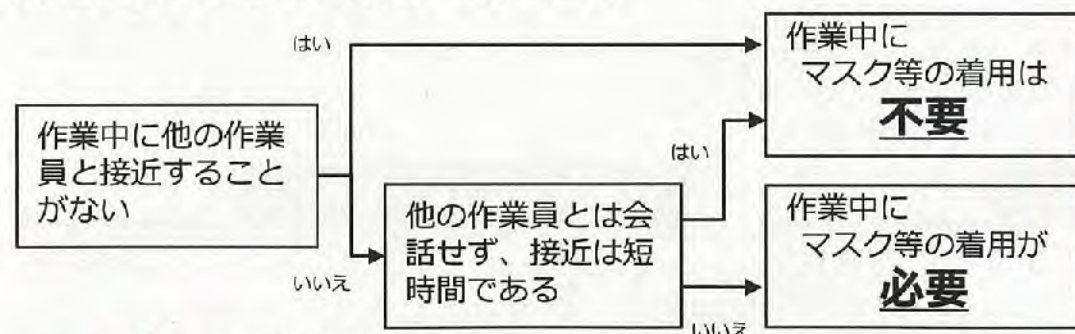 はい
作業中に他の作業
員と接近すること
がない
いいえ
他の作業員とは会
話せず、接近は短
時間である
はい
いいえ
作業中に
マスク等の着用は
不要
作業中に
マスク等の着用が
必要